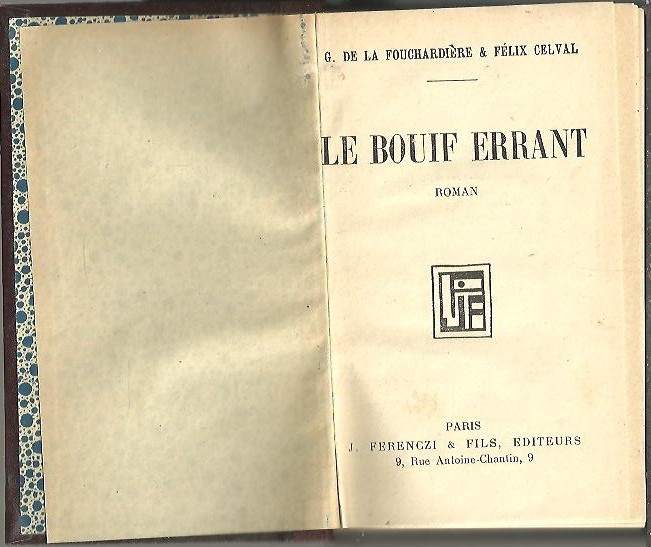 G. DE LA FOUCHARDIÈRE & FÉLIX CELVAL
LE BOUIF ERRANT
ROMAN
PARIS
J. FERENCZI & FILS, EDITEURS
9, Rue Antoine-Chantin, 9